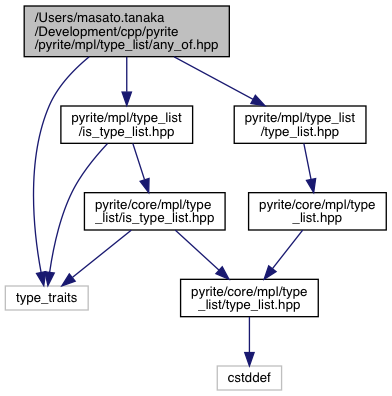 /Users/masato.tanaka
/Development/cpp/pyrite
/pyrite/mpl/type_list/any_of.hpp
pyrite/mpl/type_list
/is_type_list.hpp
pyrite/mpl/type_list
/type_list.hpp
pyrite/core/mpl/type
_list/is_type_list.hpp
pyrite/core/mpl/type
_list.hpp
type_traits
pyrite/core/mpl/type
_list/type_list.hpp
cstddef